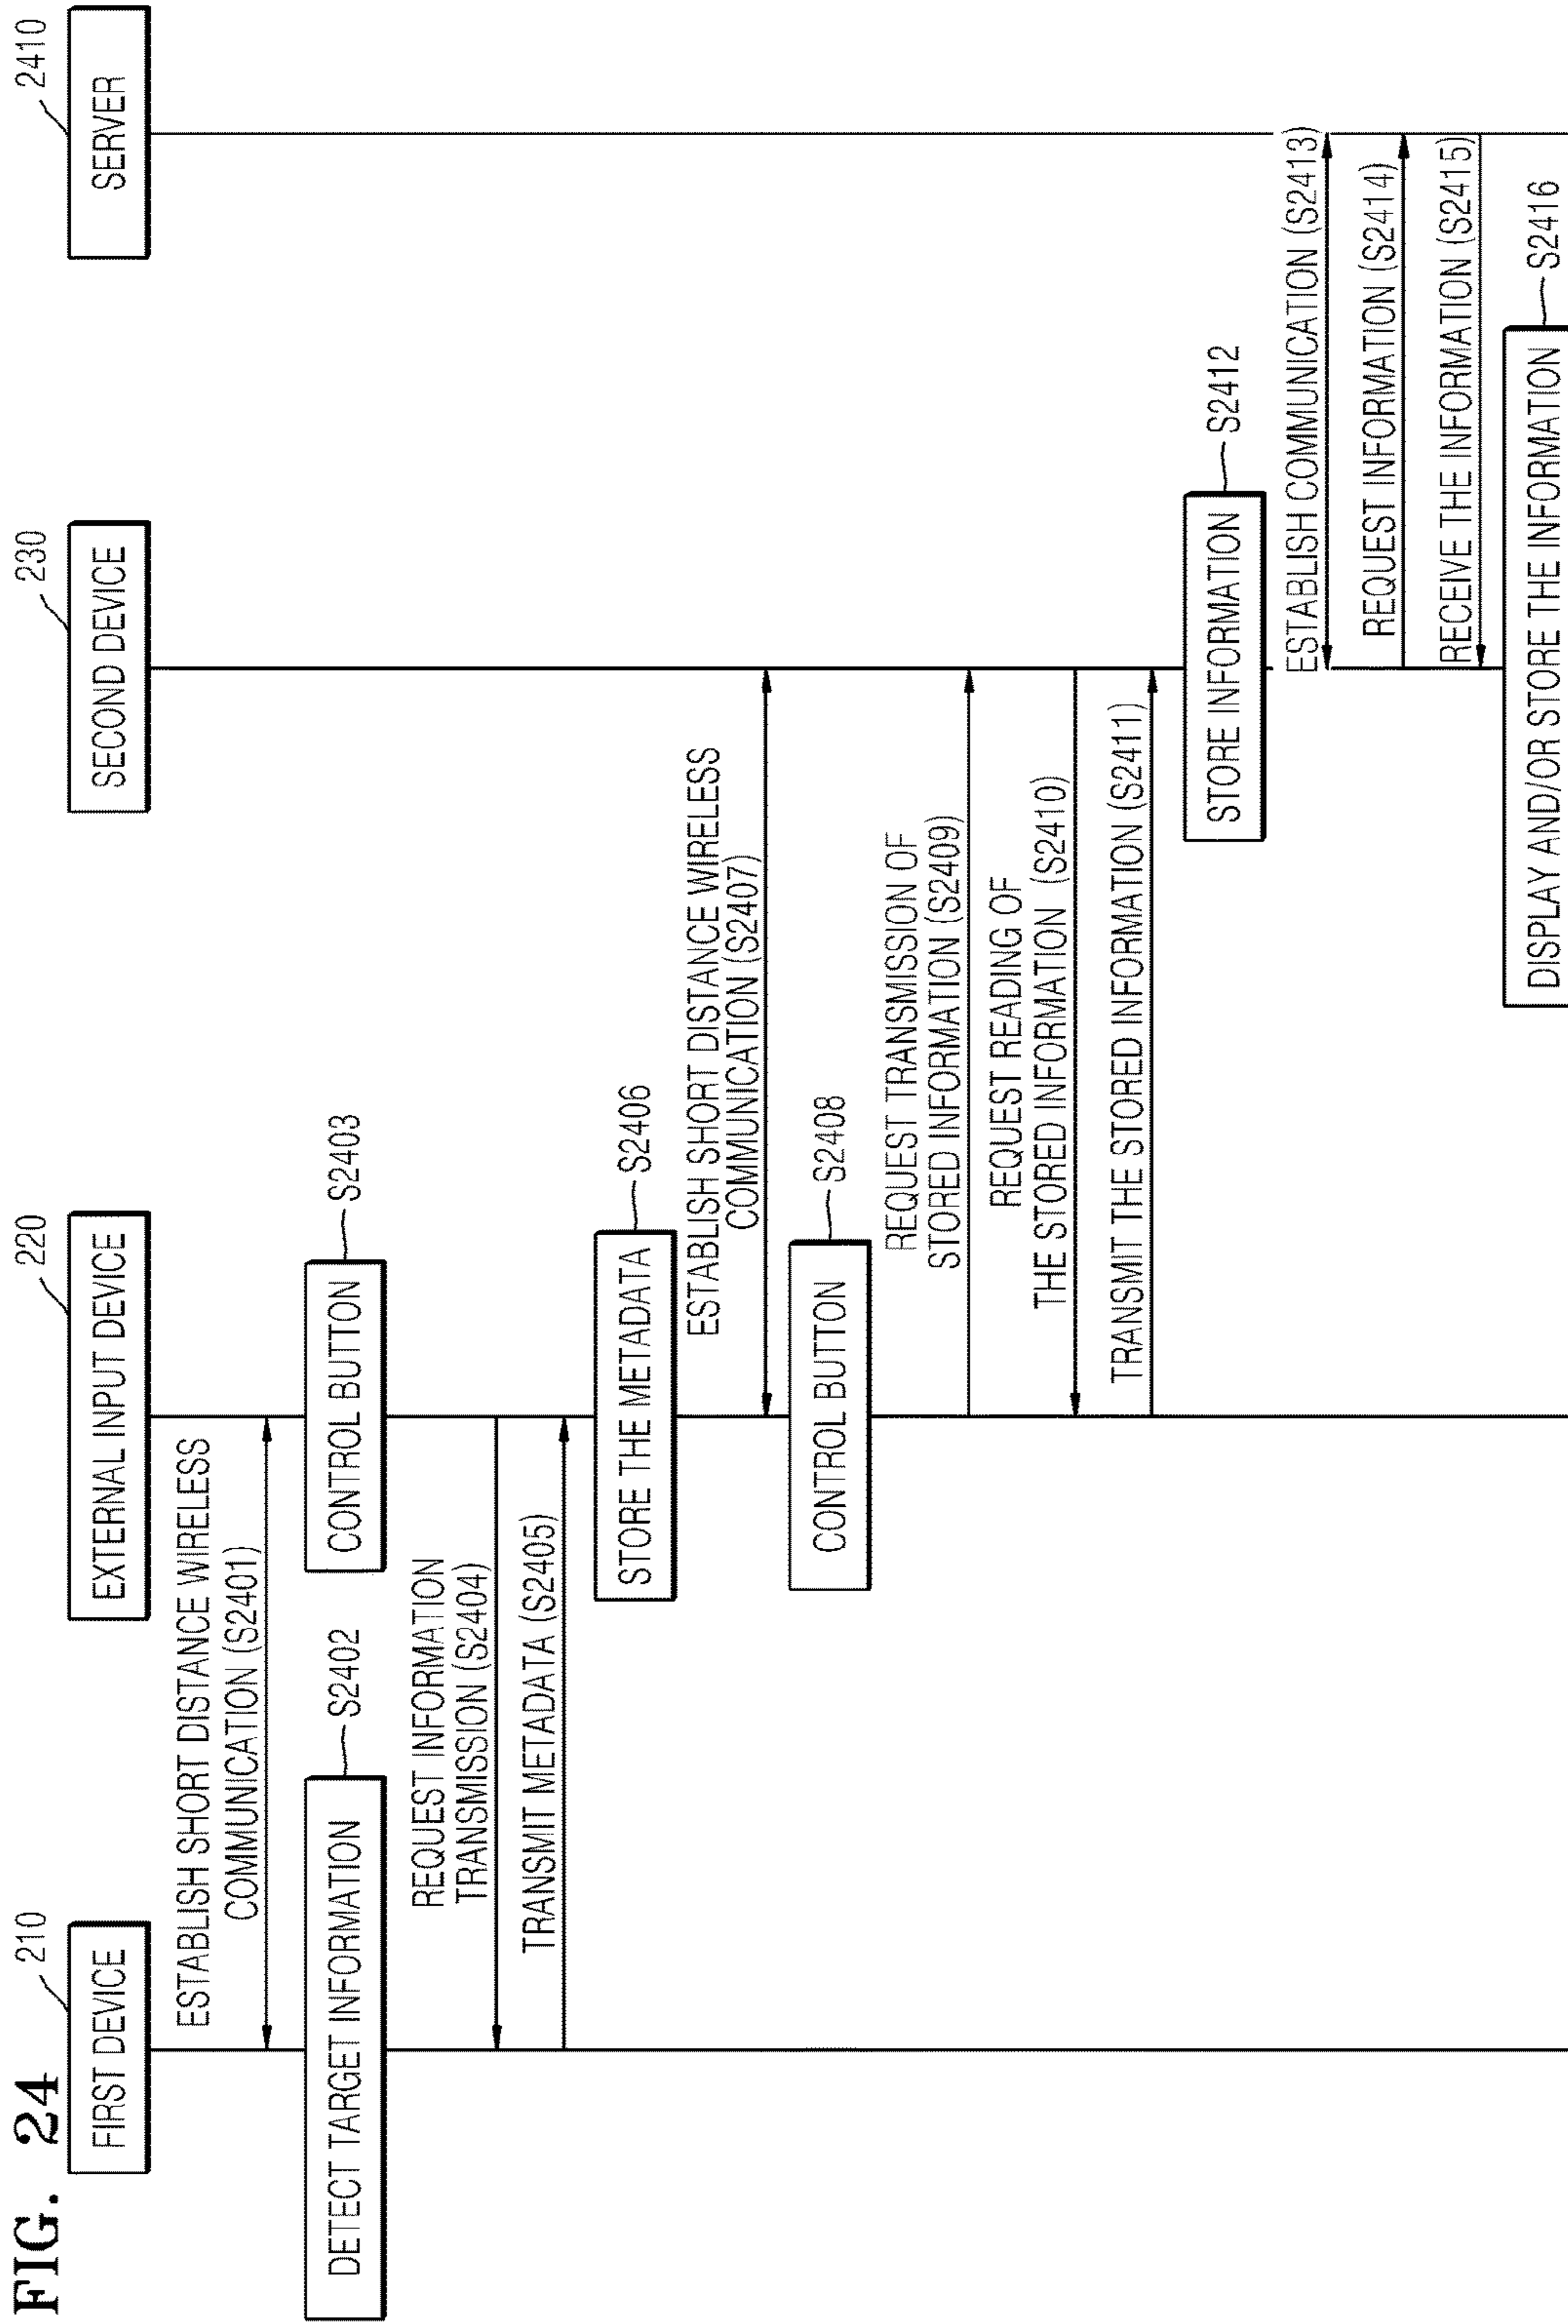 FIG. 24
FIRST DEVICE
210
EXTERNAL INPUT DEVICE
220
SECOND DEVICE
230
SERVER
2410
ESTABLISH SHORT DISTANCE WIRELESS
COMMUNICATION (S2401)
DETECT TARGET INFORMATION
S2402
CONTROL BUTTON
S2403
REQUEST INFORMATION
TRANSMISSION (S2404)
TRANSMIT METADATA (S2405)
STORE THE METADATA
S2406
ESTABLISH SHORT DISTANCE WIRELESS
COMMUNICATION (S2407)
CONTROL BUTTON
S2408
REQUEST TRANSMISSION OF
STORED INFORMATION (S2409)
REQUEST READING OF
THE STORED INFORMATION (S2410)
TRANSMIT THE STORED INFORMATION (S2411)
STORE INFORMATION
S2412
ESTABLISH COMMUNICATION (S2413)
REQUEST INFORMATION (S2414)
RECEIVE THE INFORMATION (S2415)
DISPLAY AND/OR STORE THE INFORMATION
S2416